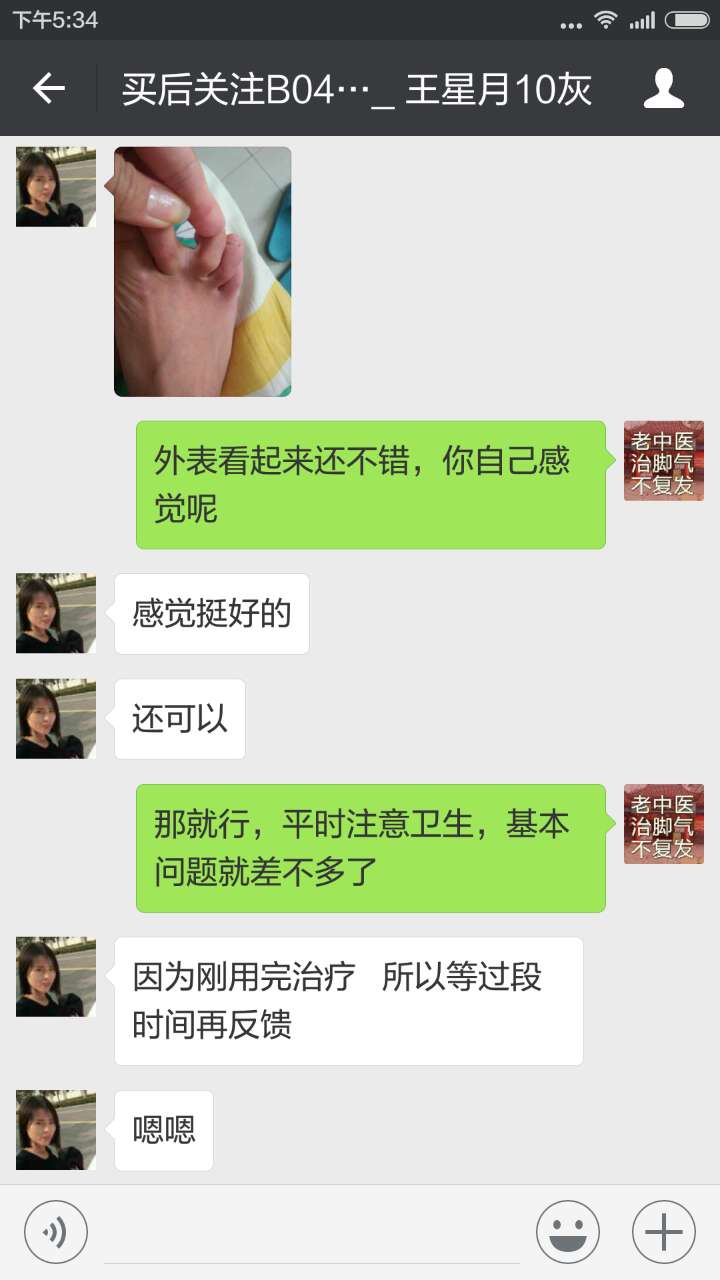 下午5:34
买后关注B04…_ 王星月10灰
外表看起来还不错，你自己感
觉呢
老中医
治脚气
不复发
感觉挺好的
还可以
那就行，平时注意卫生，基本
问题就差不多了
老中医
治脚气
不复发
因为刚用完治疗 所以等过段
时间再反馈
嗯嗯